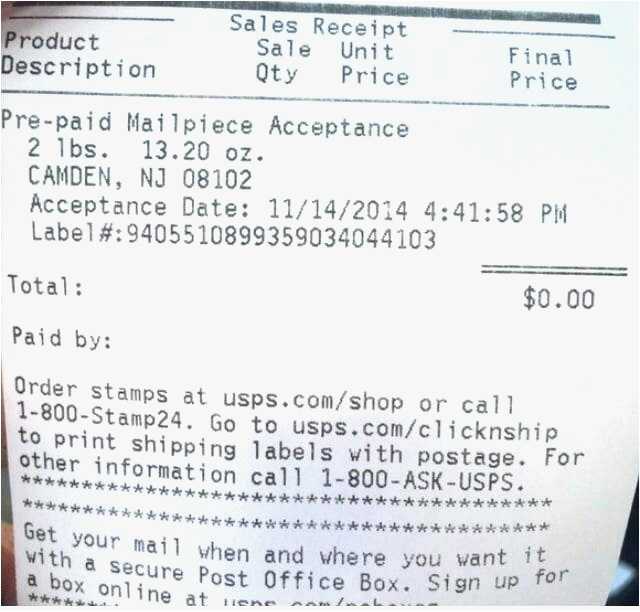 Sales Receipt
Product Sale Unit Final
Description Qty Price Price
Pre-paid Mailpiece Acceptance
2 lbs. 13.20 oz.
CAMDEN, NJ 08102
Acceptance Date: 11/14/2014 4:41:58 PM
Label#:9405510899359034044103
Total: $0.00
Paid by:
Order stamps at usps.com/shop or call
1-800-Stamp24. Go to usps.com/clicknship
to print shipping labels with postage. For
other information call 1-800-ASK-USPS.
****************************************
****************************************
Get your mail when and where you want it
with a secure Post Office Box. Sign up for
a box online at usps.com/poboxes